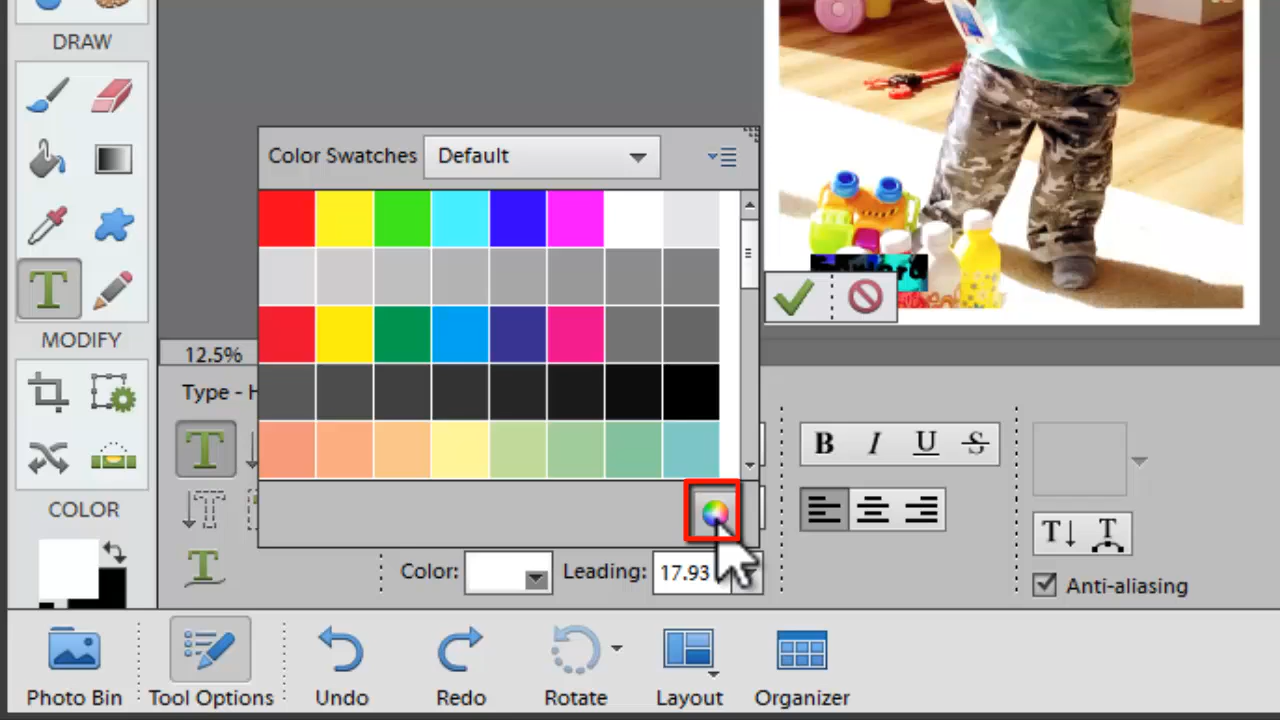 DRAW
Color Swatches
Default
T
MODIFY
12.5%
Type - H
T
T
T
B I U S
T T
COLOR
Color:
Leading:
17.93
Anti-aliasing
Photo Bin
Tool Options
Undo
Redo
Rotate
Layout
Organizer